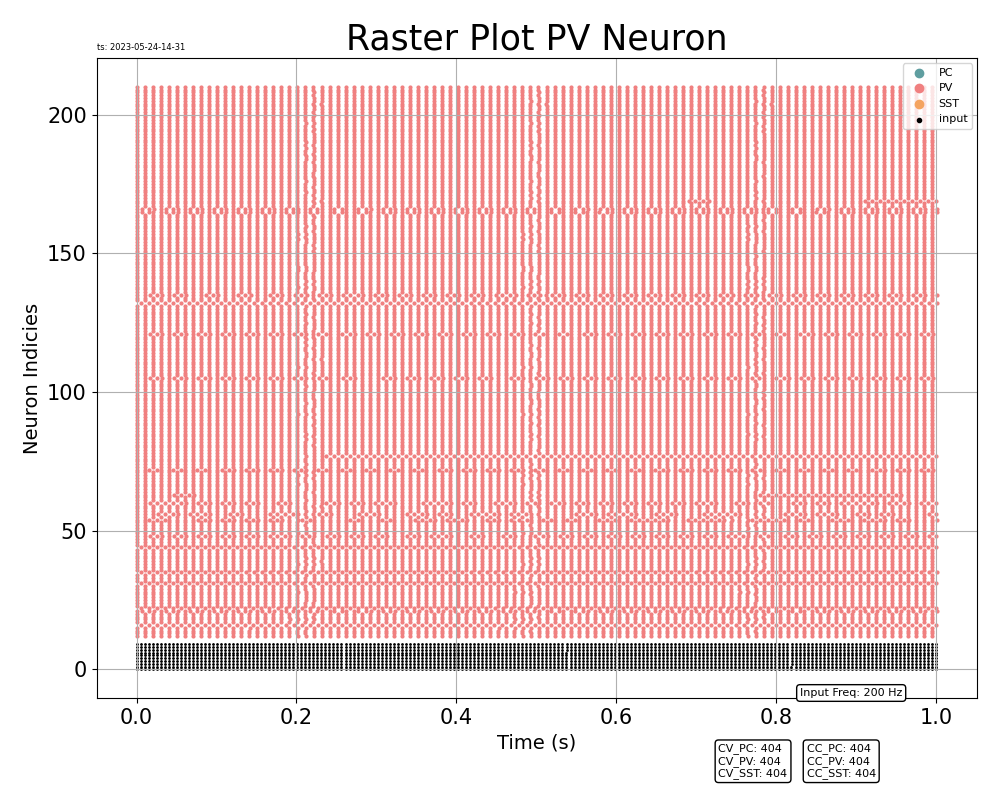 Raster Plot PV Neuron
ts: 2023-05-24-14-31
PC
PV
SST
input
200
150
100
50
0
Neuron Indicies
0.0 0.2 0.4 0.6 0.8 1.0
Time (s)
Input Freq: 200 Hz
CV_PC: 404
CV_PV: 404
CV_SST: 404
CC_PC: 404
CC_PV: 404
CC_SST: 404